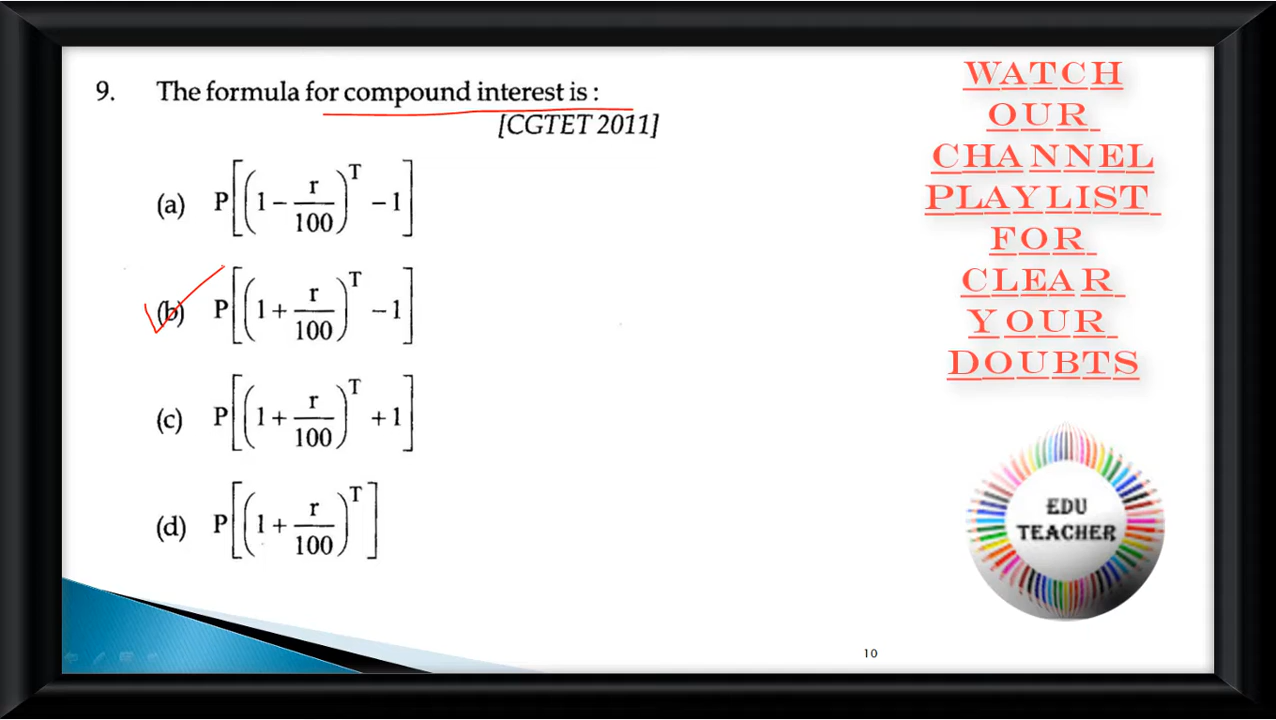 9. The formula for compound interest is :
[CGTET 2011]
(a) P[(1 - r/100)^T - 1]
(b) P[(1 + r/100)^T - 1]
(c) P[(1 + r/100)^T + 1]
(d) P[(1 + r/100)^T]
WATCH
OUR
CHANNEL
PLAYLIST
FOR
CLEAR
YOUR
DOUBTS
EDU
TEACHER
10